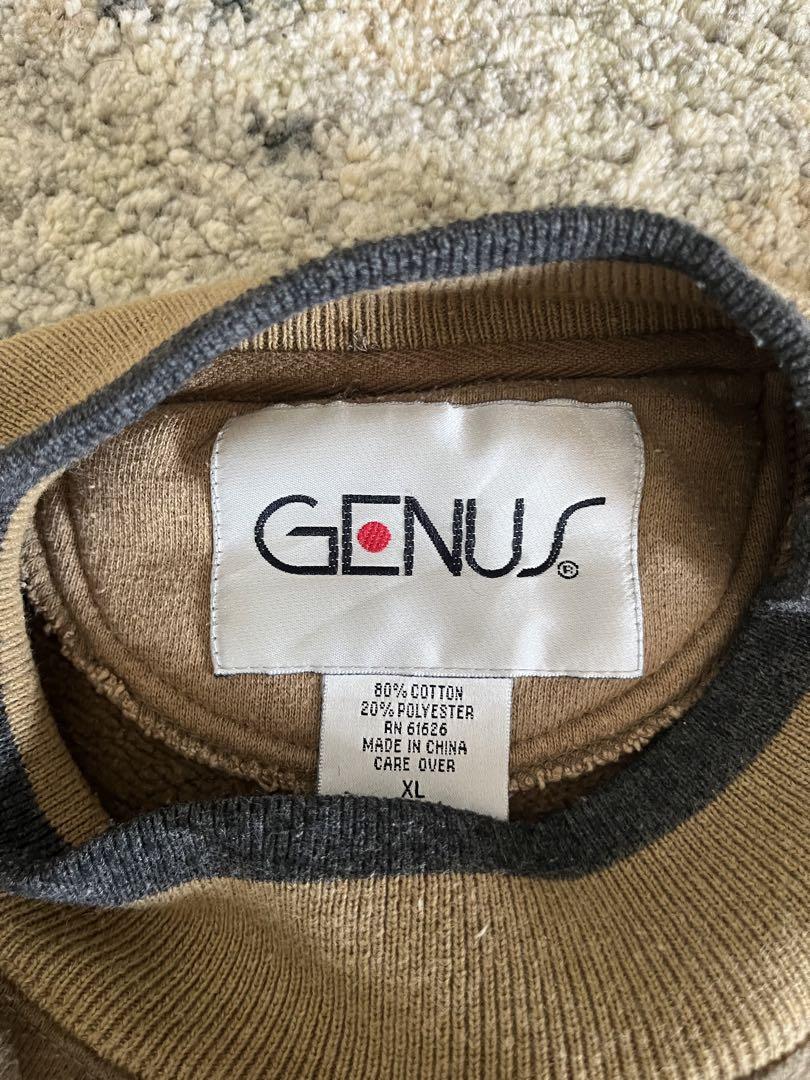 GENUS®
80% COTTON
20% POLYESTER
RN 61626
MADE IN CHINA
CARE OVER
XL